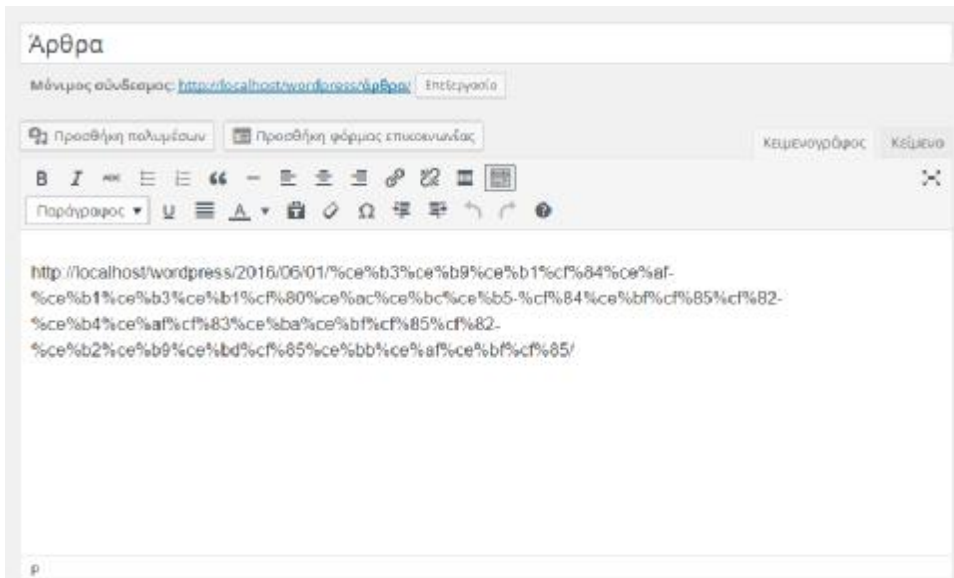 Άρθρα
Μόνιμος σύνδεσμος: http://localhost/wordpress/άρθρα/ Επεξεργασία
Προσθήκη πολυμέσων Προσθήκη φόρμας επικοινωνίας Κειμενογράφος Κείμενο
B I ABC
Παράγραφος U A Ω
http://localhost/wordpress/2016/06/01/%ce%b3%ce%b9%ce%b1%cf%84%ce%af-
%ce%b1%ce%b3%ce%b1%cf%80%ce%ac%ce%bc%ce%b5-%cf%84%ce%bf%cf%85%cf%82-
%ce%b4%ce%af%cf%83%ce%ba%ce%bf%cf%85%cf%82-
%ce%b2%ce%b9%ce%bd%cf%85%ce%bb%ce%af%ce%bf%cf%85/
p